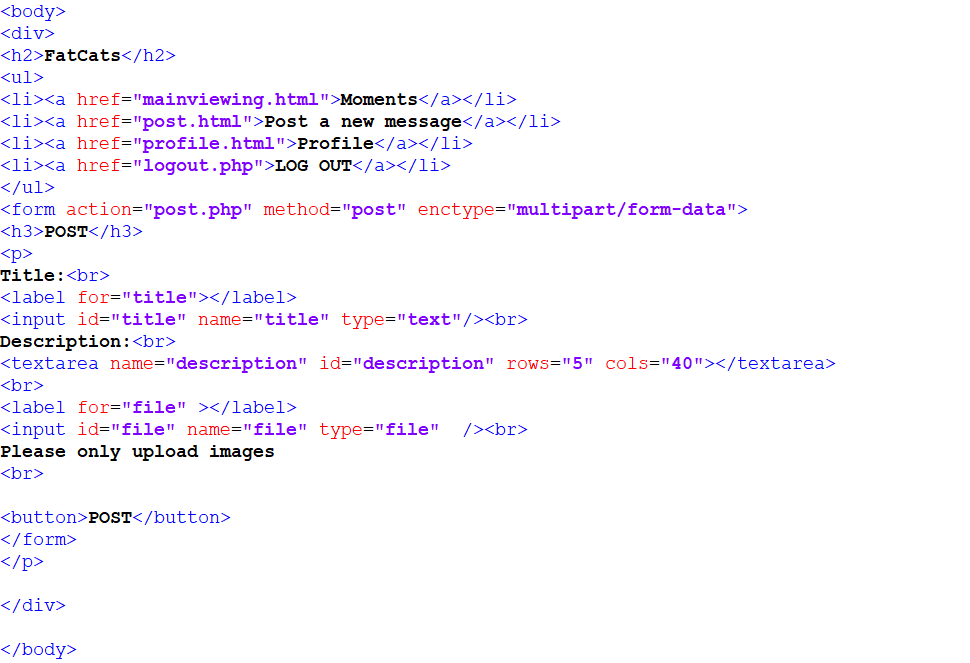 <body>
<div>
<h2>FatCats</h2>
<ul>
<li><a href="mainviewing.html">Moments</a></li>
<li><a href="post.html">Post a new message</a></li>
<li><a href="profile.html">Profile</a></li>
<li><a href="logout.php">LOG OUT</a></li>
</ul>
<form action="post.php" method="post" enctype="multipart/form-data">
<h3>POST</h3>
<p>
Title:<br>
<label for="title"></label>
<input id="title" name="title" type="text"/><br>
Description:<br>
<textarea name="description" id="description" rows="5" cols="40"></textarea>
<br>
<label for="file" ></label>
<input id="file" name="file" type="file"  /><br>
Please only upload images
<br>
<button>POST</button>
</form>
</p>
</div>
</body>